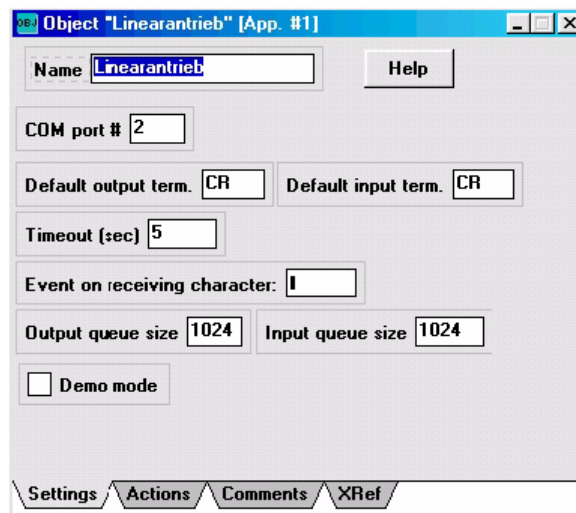 OBJ Object "Linearantrieb" [App. #1]
Name Linearantrieb Help
COM port # 2
Default output term. CR Default input term. CR
Timeout (sec) 5
Event on receiving character:
Output queue size 1024 Input queue size 1024
Demo mode
Settings Actions Comments XRef